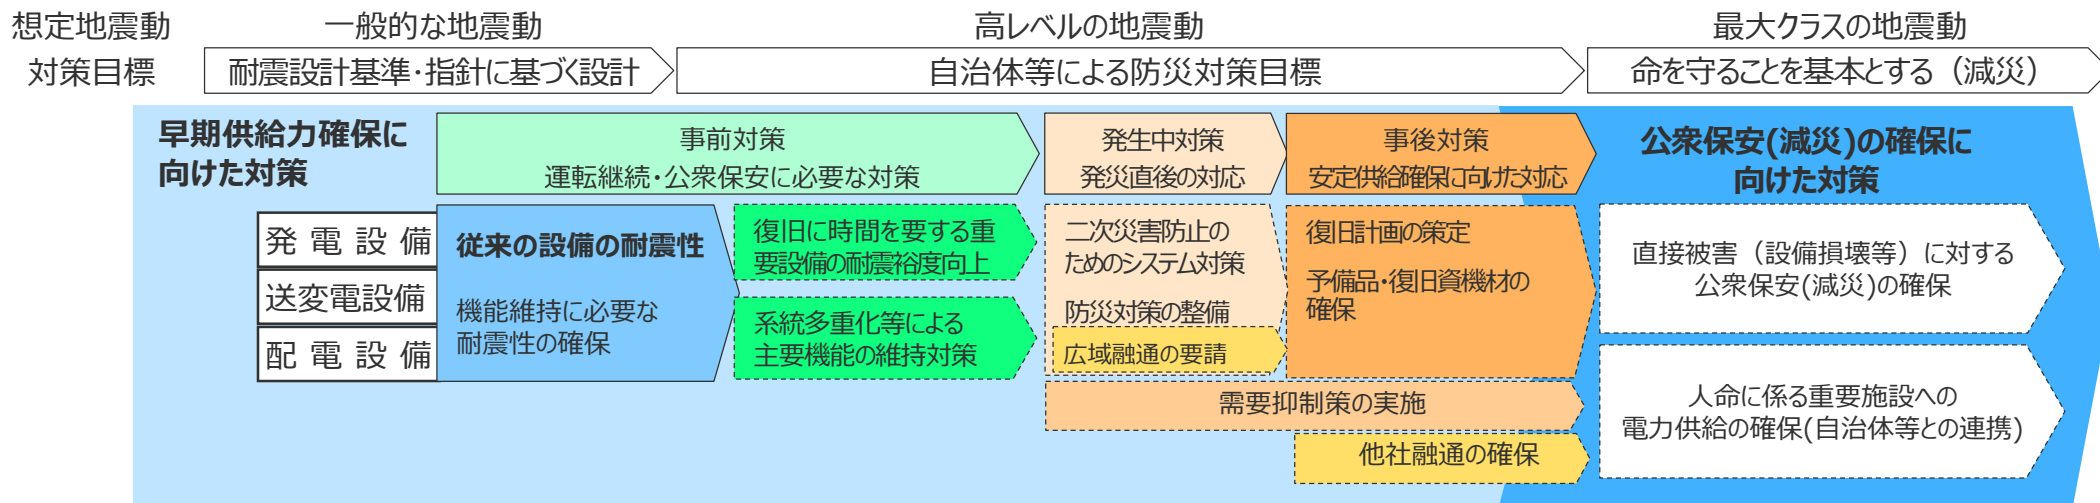 想定地震動
一般的な地震動
高レベルの地震動
最大クラスの地震動
対策目標
耐震設計基準・指針に基づく設計
自治体等による防災対策目標
命を守ることを基本とする（減災）
早期供給力確保に
向けた対策
事前対策
運転継続・公衆保安に必要な対策
発生中対策
発災直後の対応
事後対策
安定供給確保に向けた対応
公衆保安(減災)の確保に
向けた対策
発電設備
送変電設備
配電設備
従来の設備の耐震性
機能維持に必要な
耐震性の確保
復旧に時間を要する重
要設備の耐震裕度向上
系統多重化等による
主要機能の維持対策
二次災害防止の
ためのシステム対策
防災対策の整備
広域融通の要請
復旧計画の策定
予備品・復旧資機材の
確保
需要抑制策の実施
他社融通の確保
直接被害（設備損壊等）に対する
公衆保安(減災)の確保
人命に係る重要施設への
電力供給の確保(自治体等との連携)